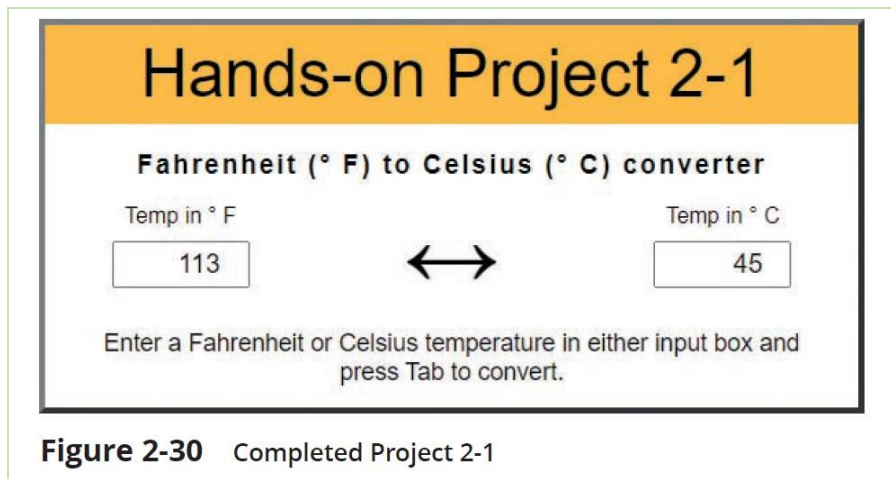 Hands-on Project 2-1
Fahrenheit (° F) to Celsius (° C) converter
Temp in ° F
Temp in ° C
113
45
Enter a Fahrenheit or Celsius temperature in either input box and
press Tab to convert.
Figure 2-30 Completed Project 2-1